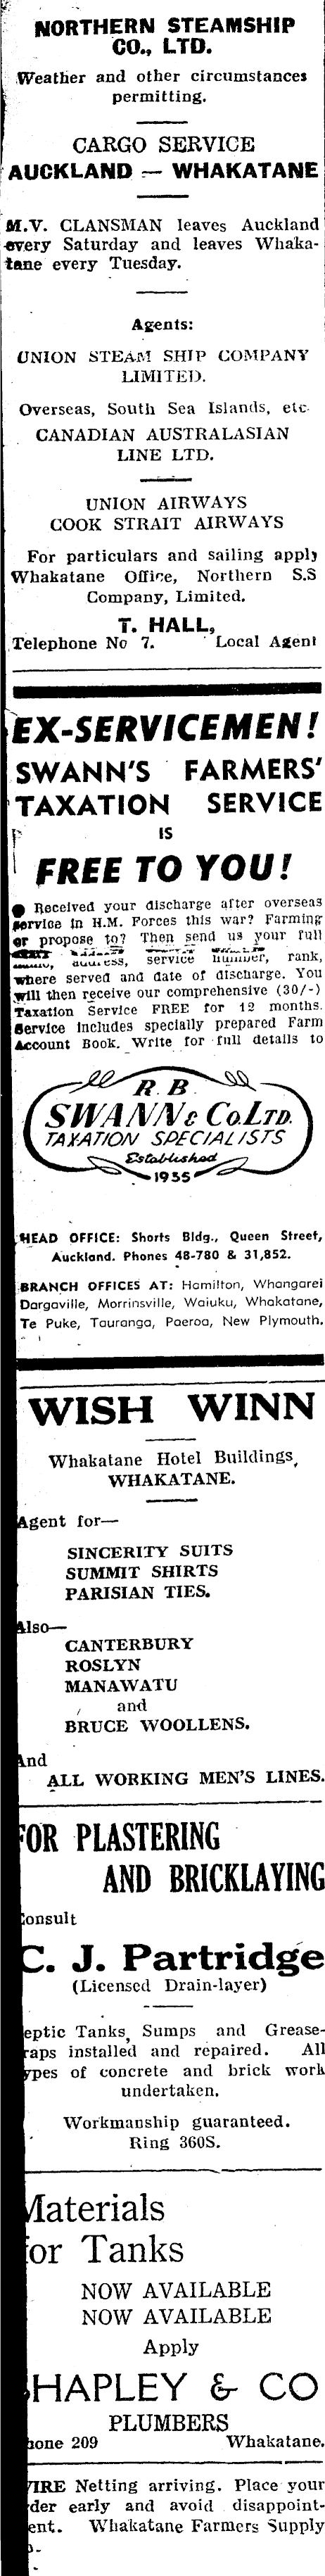 NORTHERN STEAMSHIP
CO., LTD.
Weather and other circumstances
permitting.
CARGO SERVICE
AUCKLAND — WHAKATANE
M.V. CLANSMAN leaves Auckland
every Saturday and leaves Whaka-
tane every Tuesday.
Agents:
UNION STEAM SHIP COMPANY
LIMITED.
Overseas, South Sea Islands, etc.
CANADIAN AUSTRALASIAN
LINE LTD.
UNION AIRWAYS
COOK STRAIT AIRWAYS
For particulars and sailing apply
Whakatane Office, Northern S.S
Company, Limited.
T. HALL,
Telephone No 7. Local Agent
EX-SERVICEMEN!
SWANN'S FARMERS'
TAXATION SERVICE
IS
FREE TO YOU!
● Received your discharge after overseas
service in H.M. Forces this war? Farming
or propose to? Then send us your full
address, service number, rank,
where served and date of discharge. You
will then receive our comprehensive (30/-)
Taxation Service FREE for 12 months.
Service includes specially prepared Farm
Account Book. Write for full details to
R. B.
SWANN & Co. LTD.
TAXATION SPECIALISTS
Established
1935
HEAD OFFICE: Shorts Bldg., Queen Street,
Auckland. Phones 48-780 & 31,852.
BRANCH OFFICES AT: Hamilton, Whangarei
Dargaville, Morrinsville, Waiuku, Whakatane,
Te Puke, Tauranga, Paeroa, New Plymouth.
WISH WINN
Whakatane Hotel Buildings,
WHAKATANE.
Agent for—
SINCERITY SUITS
SUMMIT SHIRTS
PARISIAN TIES.
Also—
CANTERBURY
ROSLYN
MANAWATU
and
BRUCE WOOLLENS.
And
ALL WORKING MEN'S LINES.
FOR PLASTERING
AND BRICKLAYING
Consult
C. J. Partridge
(Licensed Drain-layer)
eptic Tanks, Sumps and Grease-
raps installed and repaired. All
ypes of concrete and brick work
undertaken.
Workmanship guaranteed.
Ring 360S.
Materials
for Tanks
NOW AVAILABLE
NOW AVAILABLE
Apply
SHAPLEY & CO
PLUMBERS
hone 209 Whakatane.
WIRE Netting arriving. Place your
der early and avoid disappoint-
ent. Whakatane Farmers Supply